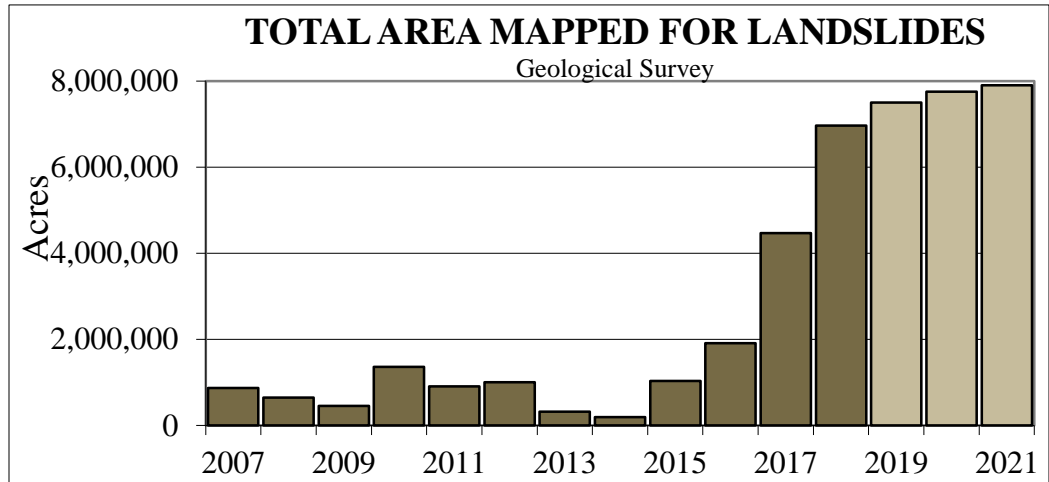 TOTAL AREA MAPPED FOR LANDSLIDES
Geological Survey
8,000,000
6,000,000
4,000,000
2,000,000
0
Acres
2007 2009 2011 2013 2015 2017 2019 2021